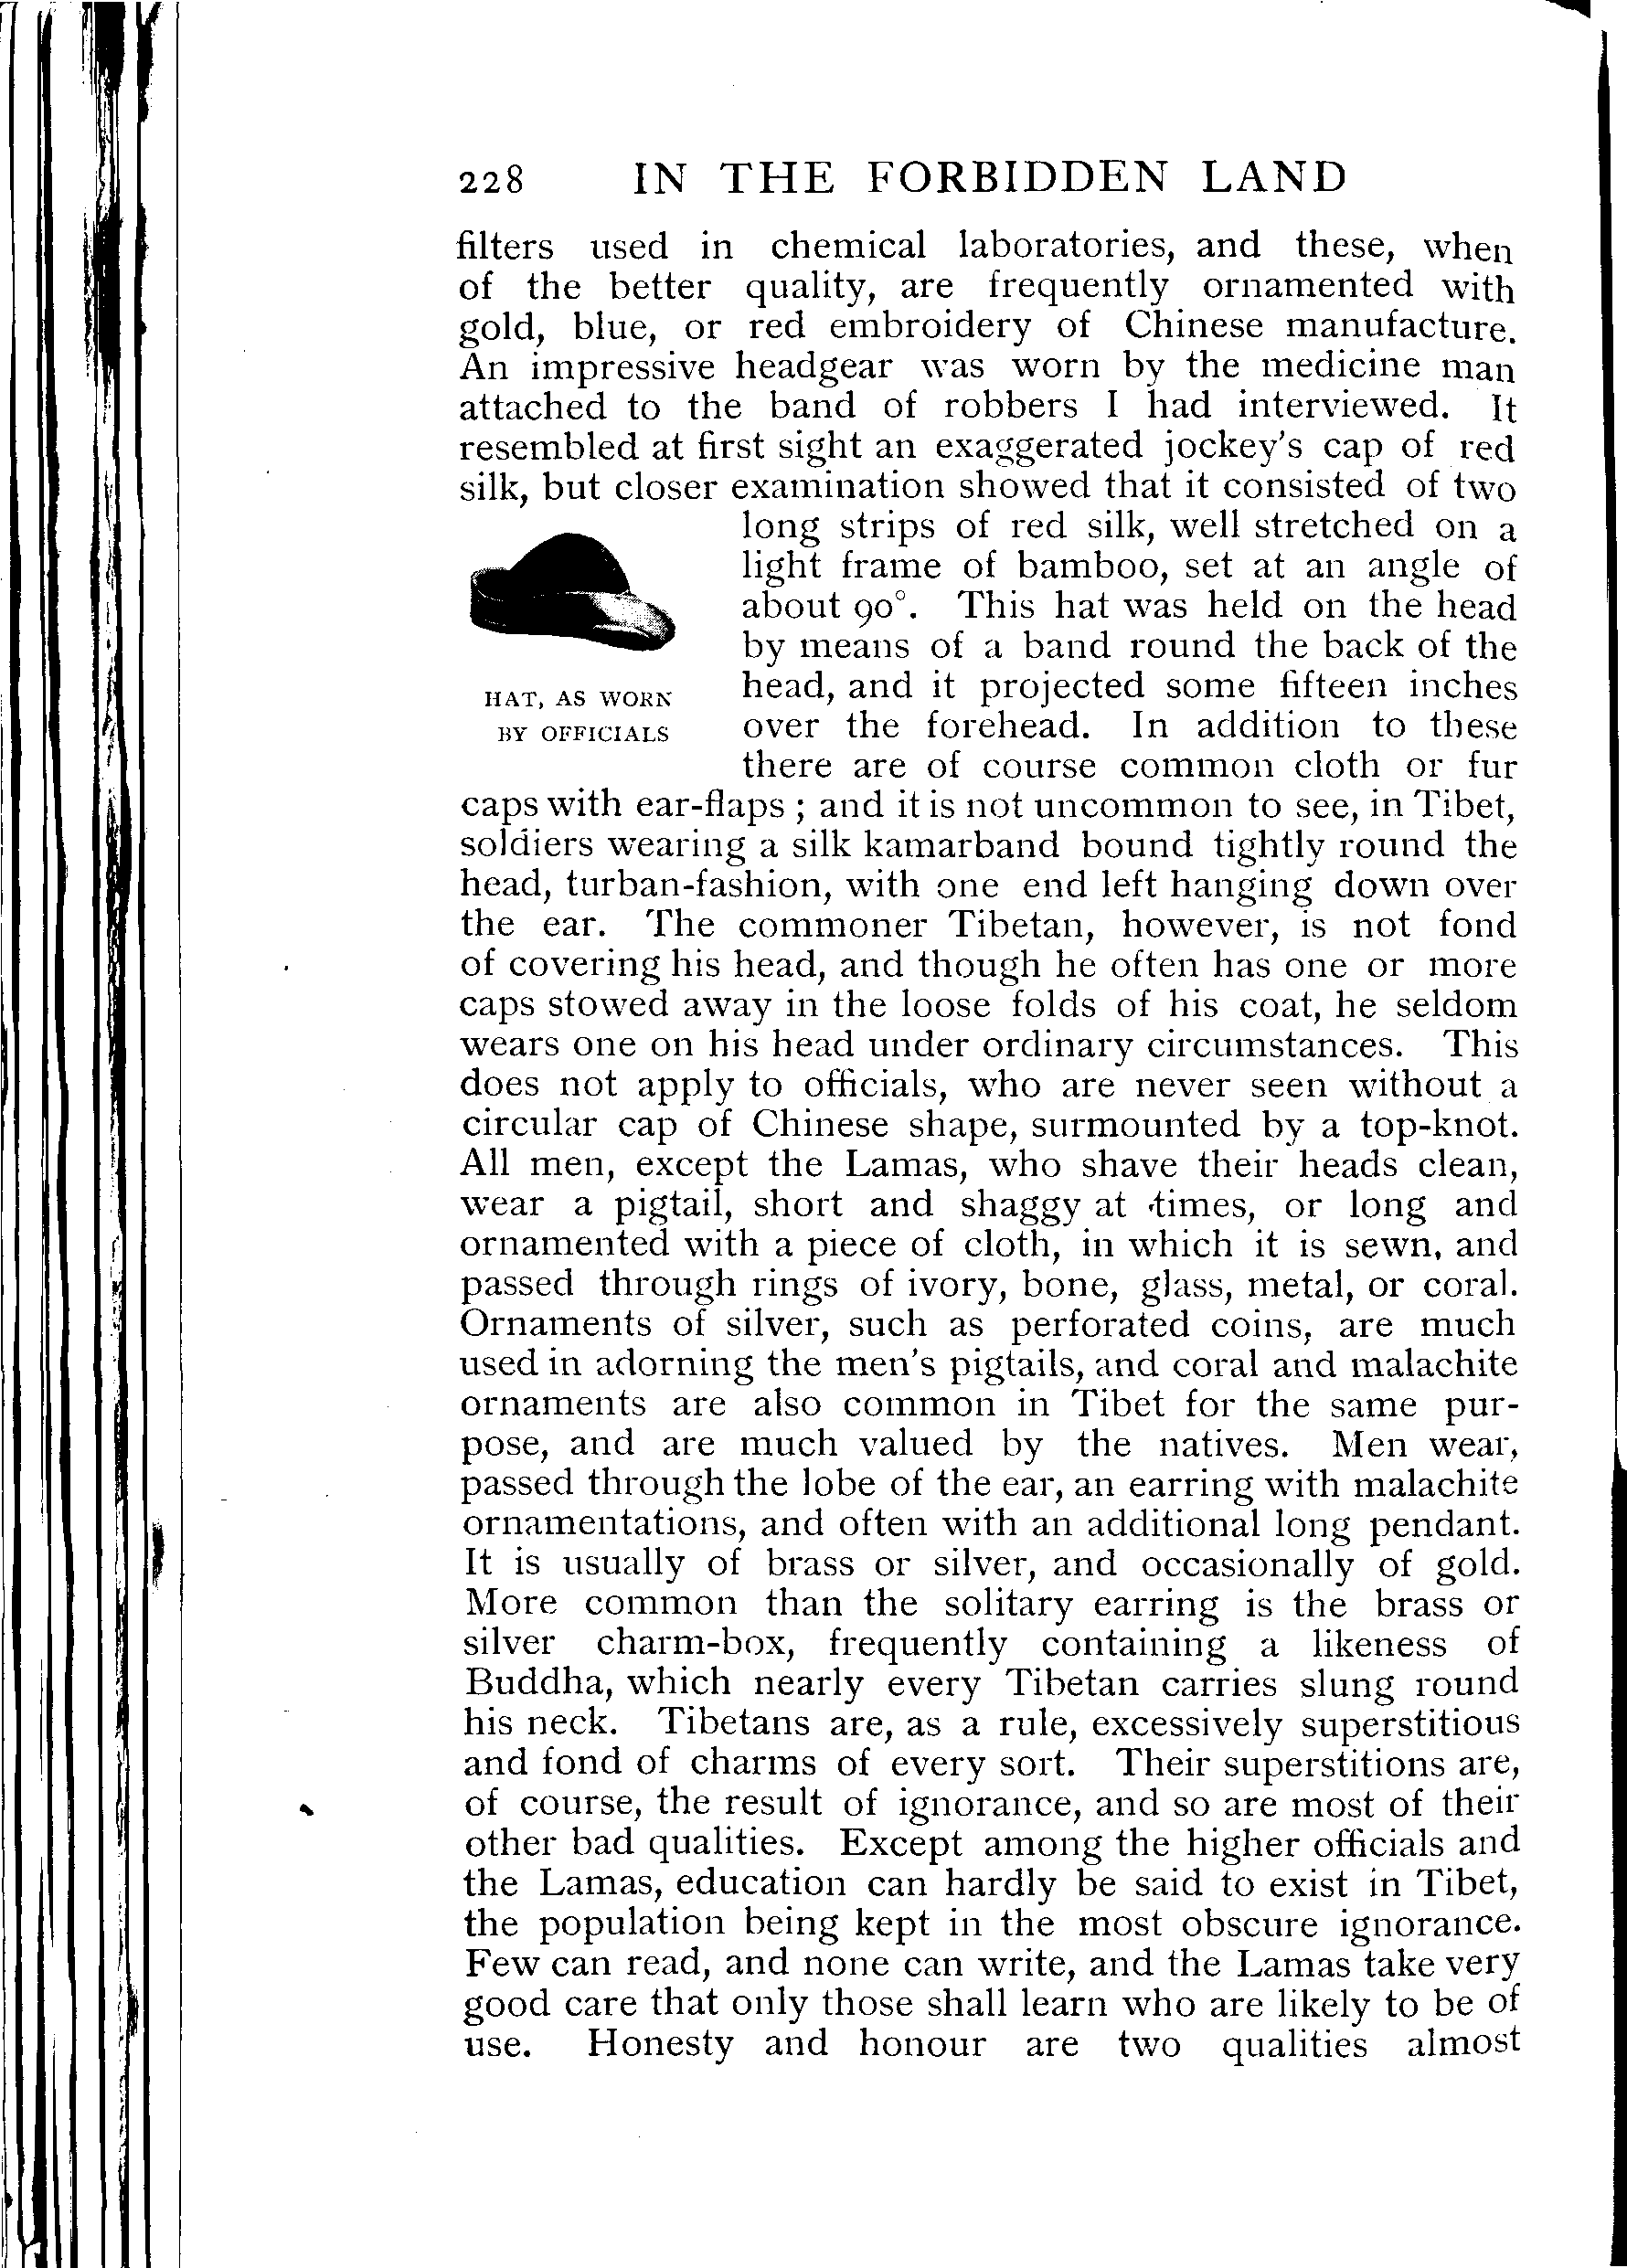 228 IN THE FORBIDDEN LAND
filters used in chemical laboratories, and these, when
of the better quality, are frequently ornamented with
gold, blue, or red embroidery of Chinese manufacture.
An impressive headgear was worn by the medicine man
attached to the band of robbers I had interviewed. It
resembled at first sight an exaggerated jockey's cap of red
silk, but closer examination showed that it consisted of two
long strips of red silk, well stretched on a
light frame of bamboo, set at an angle of
about 90°. This hat was held on the head
by means of a band round the back of the
head, and it projected some fifteen inches
over the forehead. In addition to these
there are of course common cloth or fur
HAT, AS WORN
BY OFFICIALS
caps with ear-flaps ; and it is not uncommon to see, in Tibet,
soldiers wearing a silk kamarband bound tightly round the
head, turban-fashion, with one end left hanging down over
the ear. The commoner Tibetan, however, is not fond
of covering his head, and though he often has one or more
caps stowed away in the loose folds of his coat, he seldom
wears one on his head under ordinary circumstances. This
does not apply to officials, who are never seen without a
circular cap of Chinese shape, surmounted by a top-knot.
All men, except the Lamas, who shave their heads clean,
wear a pigtail, short and shaggy at times, or long and
ornamented with a piece of cloth, in which it is sewn, and
passed through rings of ivory, bone, glass, metal, or coral.
Ornaments of silver, such as perforated coins, are much
used in adorning the men's pigtails, and coral and malachite
ornaments are also common in Tibet for the same pur-
pose, and are much valued by the natives. Men wear,
passed through the lobe of the ear, an earring with malachite
ornamentations, and often with an additional long pendant.
It is usually of brass or silver, and occasionally of gold.
More common than the solitary earring is the brass or
silver charm-box, frequently containing a likeness of
Buddha, which nearly every Tibetan carries slung round
his neck. Tibetans are, as a rule, excessively superstitious
and fond of charms of every sort. Their superstitions are,
of course, the result of ignorance, and so are most of their
other bad qualities. Except among the higher officials and
the Lamas, education can hardly be said to exist in Tibet,
the population being kept in the most obscure ignorance.
Few can read, and none can write, and the Lamas take very
good care that only those shall learn who are likely to be of
use. Honesty and honour are two qualities almost